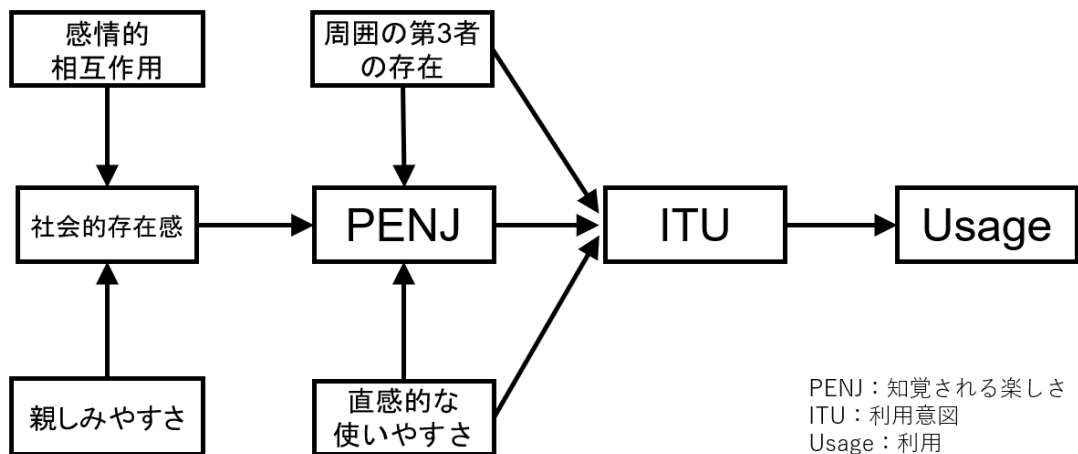 感情的
相互作用
周囲の第3者
の存在
社会的存在感
PENJ
ITU
Usage
親しみやすさ
直感的な
使いやすさ
PENJ：知覚される楽しさ
ITU：利用意図
Usage：利用